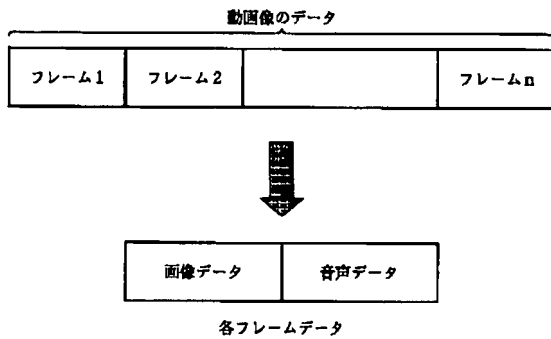 動画像のデータ
フレーム1 フレーム2 フレームn
画像データ 音声データ
各フレームデータ